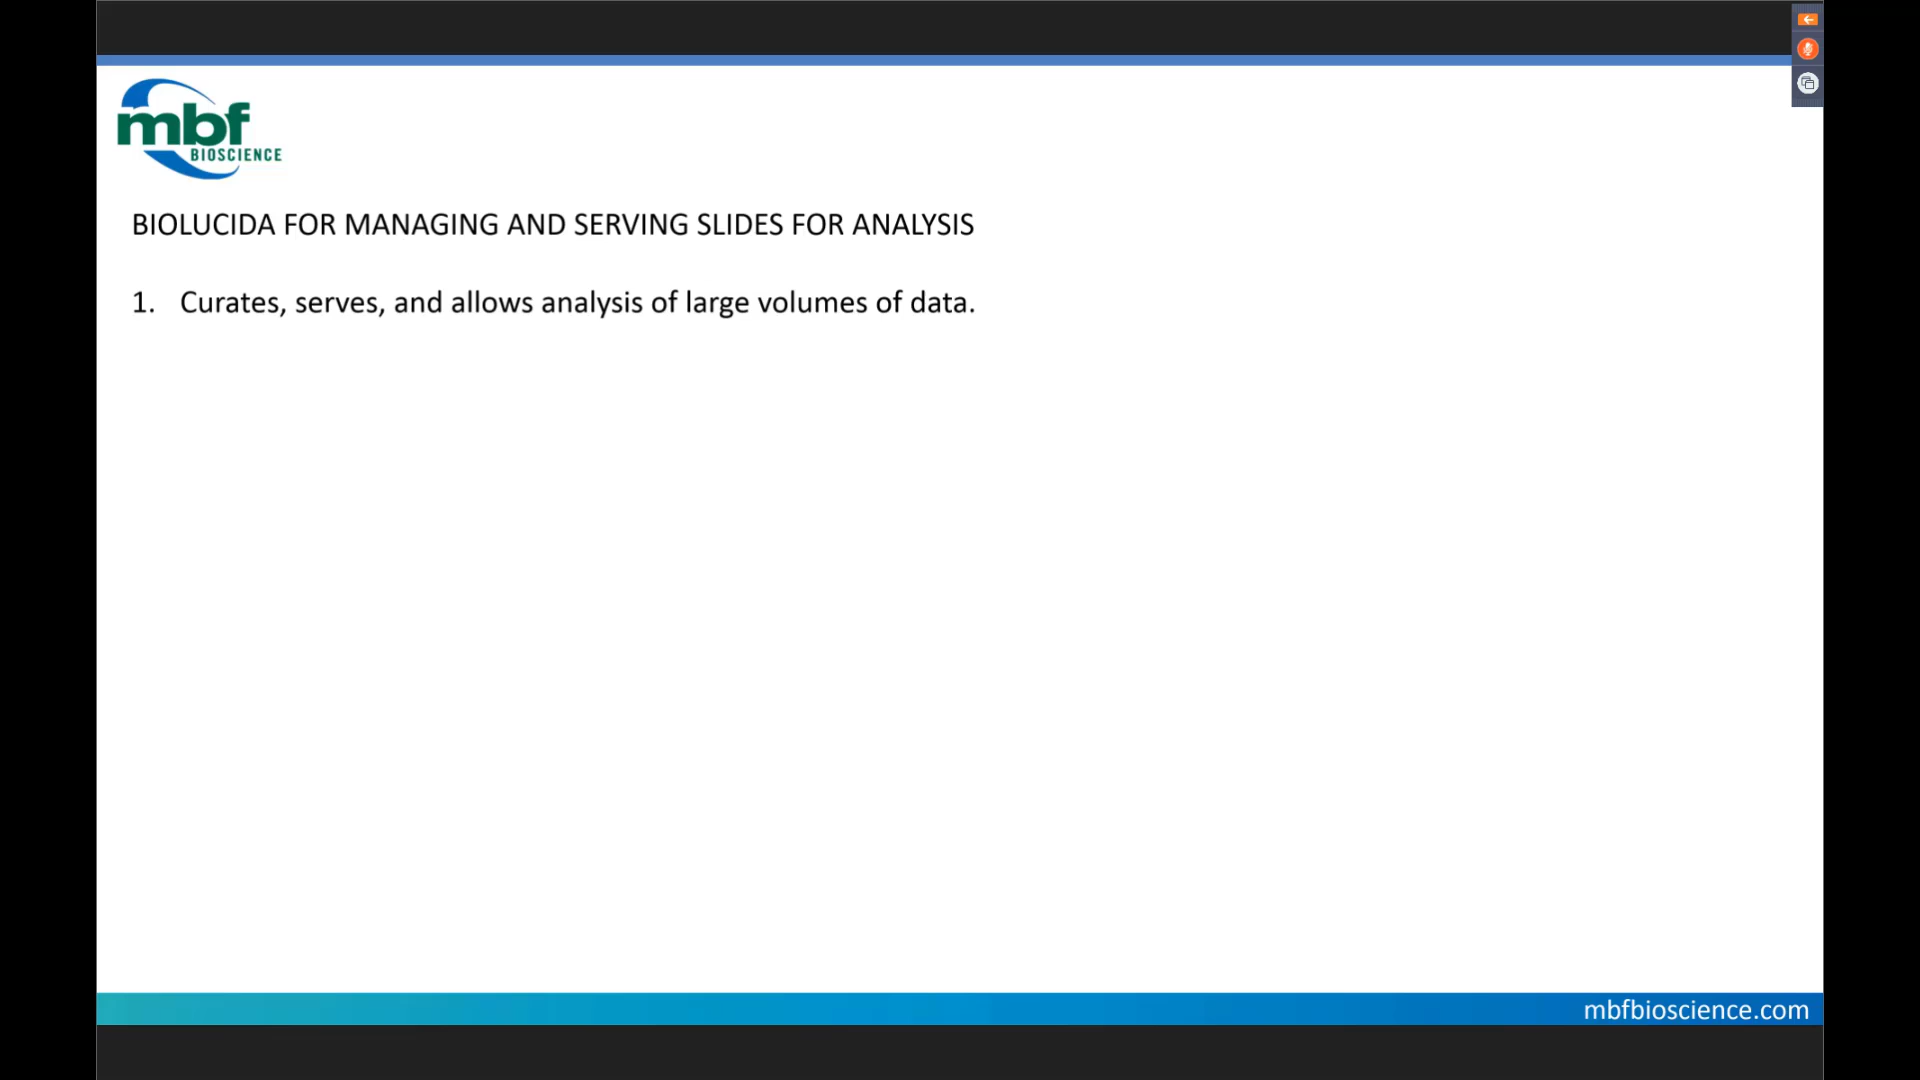 mbf
BIOSCIENCE
BIOLUCIDA FOR MANAGING AND SERVING SLIDES FOR ANALYSIS
1. Curates, serves, and allows analysis of large volumes of data.
mbfbioscience.com